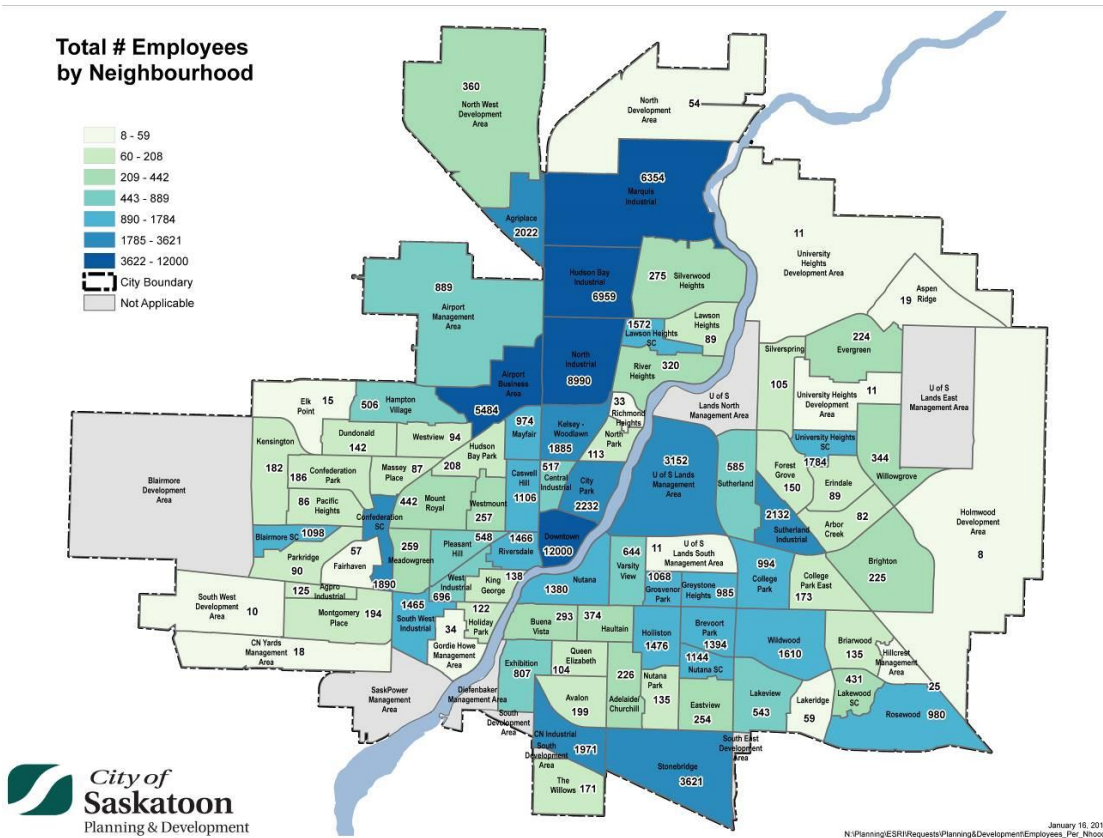 Total # Employees
by Neighbourhood
8 - 59
60 - 208
209 - 442
443 - 889
890 - 1784
1785 - 3621
3622 - 12000
City Boundary
Not Applicable
360
North West
Development
Area
North
Development
Area
54
6354
Marquis
Industrial
Agriplace
2022
11
University
Heights
Development Area
19
Aspen
Ridge
889
Airport
Management
Area
Hudson Bay
Industrial
6959
275
Silverwood
Heights
1572
Lawson Heights
SC
Lawson
Heights
89
North
Industrial
8990
River
Heights
320
Silverspring
105
224
Evergreen
U of S
Lands North
Management Area
11
University Heights
Development
Area
U of S
Lands East
Management Area
Airport
Business
Area
5484
Elk
Point
15
506
Hampton
Village
33
Richmond
Heights
North
Park
113
974
Mayfair
Kelsey -
Woodlawn
1885
Kensington
182
Dundonald
142
Westview
94
Hudson
Bay Park
208
University Heights
SC
1784
344
Willowgrove
Blairmore
Development
Area
186
Confederation
Park
Massey
Place
87
Caswell
Hill
1106
517
Central
Industrial
City
Park
2232
3152
U of S Lands
Management
Area
585
Sutherland
Forest
Grove
150
Erindale
89
86
Pacific
Heights
442
Mount
Royal
Westmount
257
2132
Sutherland
Industrial
Arbor
Creek
82
Holmwood
Development
Area
8
Confederation
SC
1890
Blairmore SC
1098
Downtown
12000
Pleasant
Hill
548
1466
Riversdale
259
Meadowgreen
57
Fairhaven
Parkridge
90
644
Varsity
View
11
U of S
Lands South
Management Area
994
College
Park
College
Park East
173
Brighton
225
West
Industrial
696
King
George
138
Nutana
1380
1068
Grosvenor
Park
Greystone
Heights
985
125
Agpro
Industrial
South West
Development
Area
10
Montgomery
Place
194
1465
South West
Industrial
122
Holiday
Park
34
Gordie Howe
Management
Area
CN Yards
Management
Area
18
Buena
Vista
293
374
Haultain
Holliston
1476
Brevoort
Park
1394
1144
Nutana SC
Wildwood
1610
Briarwood
135
Hillcrest
Management
Area
25
Exhibition
807
Queen
Elizabeth
104
226
Adelaide/
Churchill
Nutana
Park
135
Eastview
254
Lakeview
543
Lakeridge
59
431
Lakewood
SC
Rosewood
980
SaskPower
Management
Area
Diefenbaker
Management Area
Avalon
199
South
Development
Area
CN Industrial
1971
South
Development
Area
The
Willows
171
Stonebridge
3621
South East
Development
Area
City of
Saskatoon
Planning & Development
January 16, 201
N:\Planning\ESRI\Requests\Planning&Development\Employees_Per_Nhoo